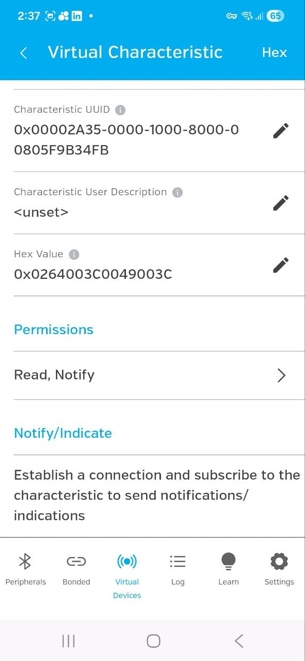 2:37
65
Virtual Characteristic
Hex
Characteristic UUID
0x00002A35-0000-1000-8000-0
0805F9B34FB
Characteristic User Description
<unset>
Hex Value
0x0264003C0049003C
Permissions
Read, Notify
Notify/Indicate
Establish a connection and subscribe to the
characteristic to send notifications/
indications
Peripherals
Bonded
Virtual
Devices
Log
Learn
Settings